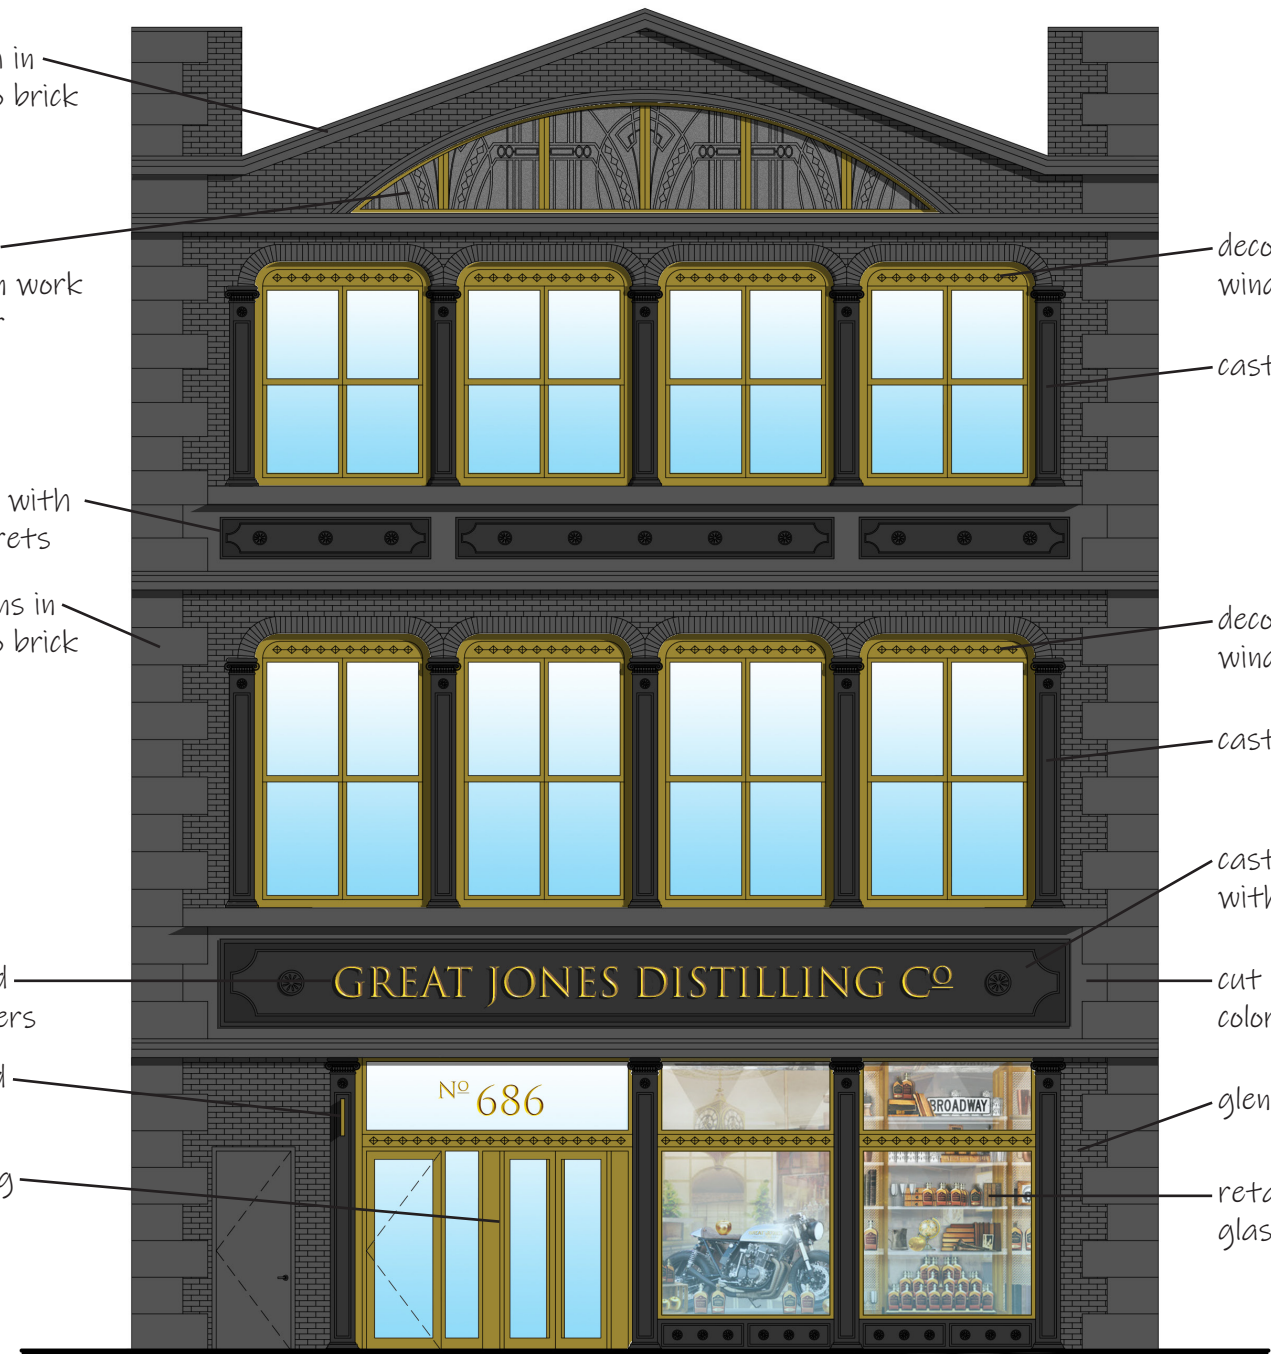 in
brick
work
with
rets
ns in
brick
ers
deco
wind
cast
deco
wind
cast
cast
with
GREAT JONES DISTILLING Cº
cut
color
Nº 686
BROADWAY
glen
reta
glas